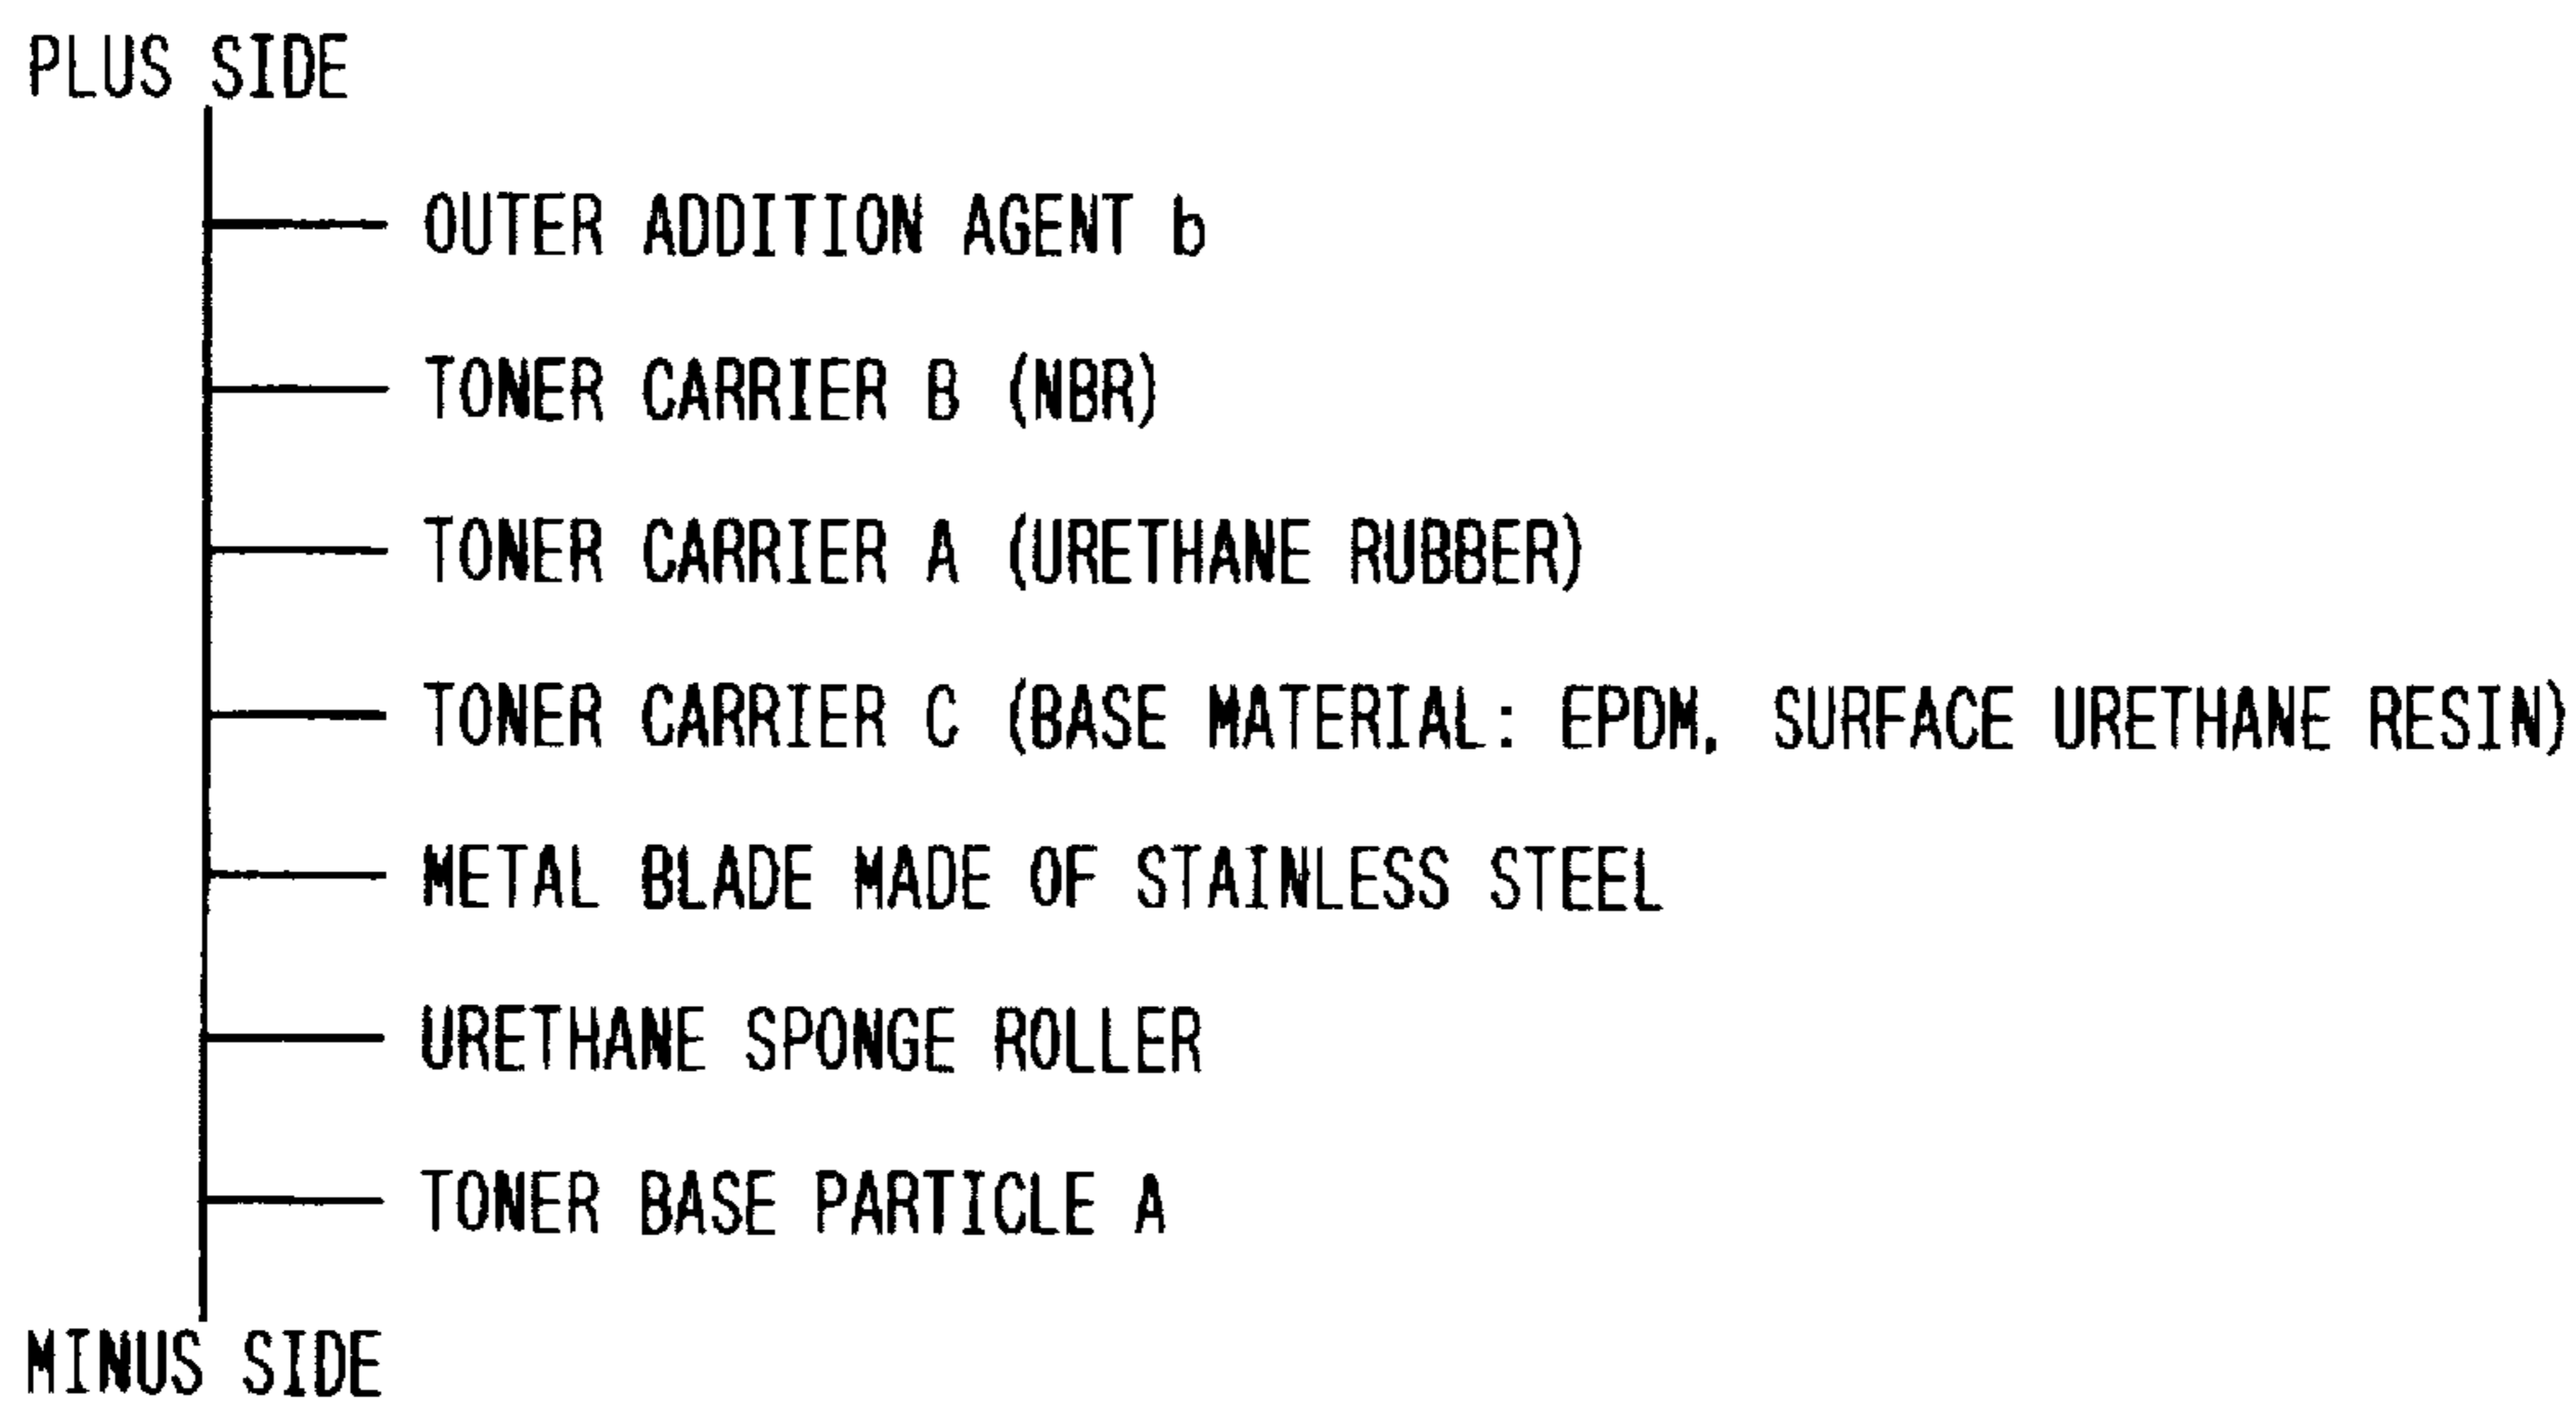 PLUS SIDE
OUTER ADDITION AGENT b
TONER CARRIER B (NBR)
TONER CARRIER A (URETHANE RUBBER)
TONER CARRIER C (BASE MATERIAL: EPDM, SURFACE URETHANE RESIN)
METAL BLADE MADE OF STAINLESS STEEL
URETHANE SPONGE ROLLER
TONER BASE PARTICLE A
MINUS SIDE